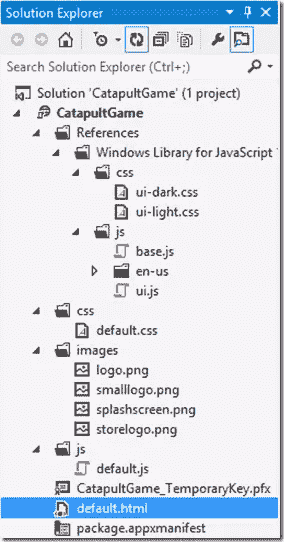 Solution Explorer
Search Solution Explorer (Ctrl+;)
Solution 'CatapultGame' (1 project)
CatapultGame
References
Windows Library for JavaScript
css
ui-dark.css
ui-light.css
js
base.js
en-us
ui.js
css
default.css
images
logo.png
smalllogo.png
splashscreen.png
storelogo.png
js
default.js
CatapultGame_TemporaryKey.pfx
default.html
package.appxmanifest